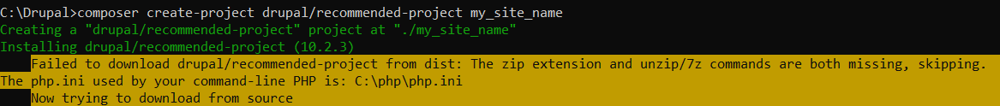 C:\Drupal>composer create-project drupal/recommended-project my_site_name
Creating a "drupal/recommended-project" project at "./my_site_name"
Installing drupal/recommended-project (10.2.3)
Failed to download drupal/recommended-project from dist: The zip extension and unzip/7z commands are both missing, skipping.
The php.ini used by your command-line PHP is: C:\php\php.ini
Now trying to download from source